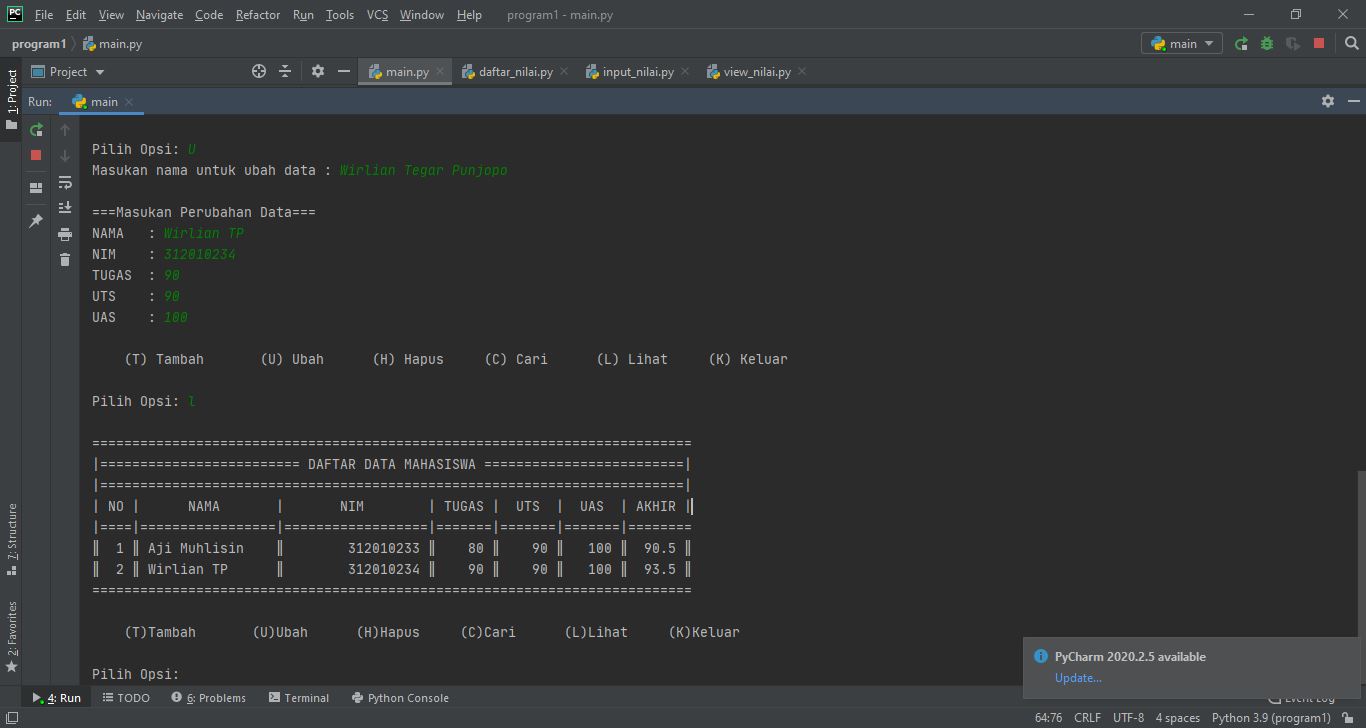 PC File Edit View Navigate Code Refactor Run Tools VCS Window Help program1 - main.py
program1 main.py main
1: Project
Project main.py daftar_nilai.py input_nilai.py view_nilai.py
Run: main
Pilih Opsi: U
Masukan nama untuk ubah data : Wirlian Tegar Punjopo
===Masukan Perubahan Data===
NAMA : Wirlian TP
NIM : 312010234
TUGAS : 90
UTS : 90
UAS : 100
(T) Tambah (U) Ubah (H) Hapus (C) Cari (L) Lihat (K) Keluar
Pilih Opsi: l
===========================================================================
|========================= DAFTAR DATA MAHASISWA =========================|
|=========================================================================|
| NO | NAMA | NIM | TUGAS | UTS | UAS | AKHIR |
|====|=================|==================|=======|=======|=======|========
║ 1 ║ Aji Muhlisin ║ 312010233 ║ 80 ║ 90 ║ 100 ║ 90.5 ║
║ 2 ║ Wirlian TP ║ 312010234 ║ 90 ║ 90 ║ 100 ║ 93.5 ║
===========================================================================
(T)Tambah (U)Ubah (H)Hapus (C)Cari (L)Lihat (K)Keluar
Pilih Opsi:
7: Structure
2: Favorites
PyCharm 2020.2.5 available
Update...
4: Run TODO 6: Problems Terminal Python Console Event Log
64:76 CRLF UTF-8 4 spaces Python 3.9 (program1)